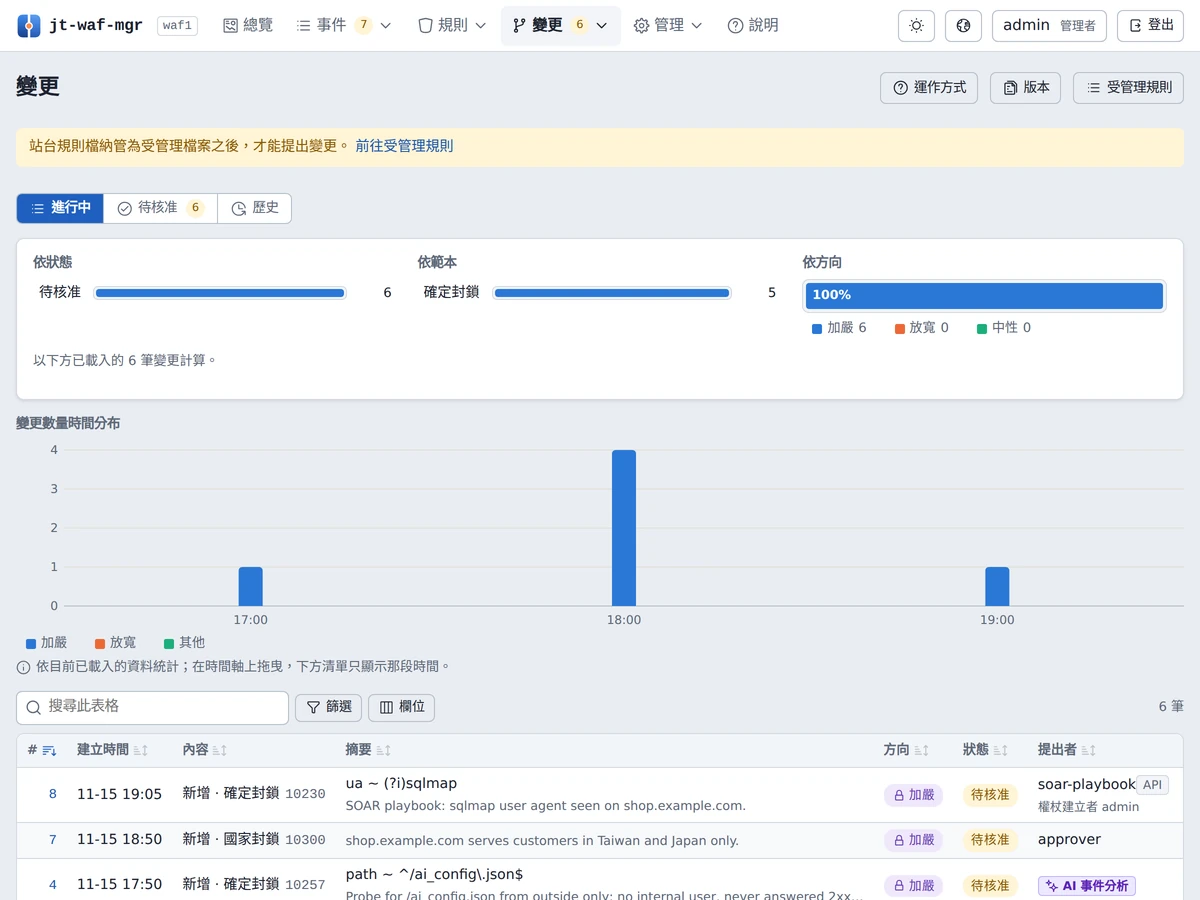 jt-waf-mgr waf1 總覽 事件 7 規則 變更 6 管理 說明 admin 管理者 登出
變更 運作方式 版本 受管理規則
站台規則檔納管為受管理檔案之後，才能提出變更。 前往受管理規則
進行中 待核准 6 歷史
依狀態 依範本 依方向
待核准 6 確定封鎖 5 100%
加嚴 6 放寬 0 中性 0
以下方已載入的 6 筆變更計算。
變更數量時間分布
4
3
2
1
0
17:00 18:00 19:00
加嚴 放寬 其他
依目前已載入的資料統計；在時間軸上拖曳，下方清單只顯示那段時間。
搜尋此表格 篩選 欄位 6 筆
# 建立時間 內容 摘要 方向 狀態 提出者
8 11-15 19:05 新增 · 確定封鎖 10230 ua ~ (?i)sqlmap 加嚴 待核准 soar-playbook API
SOAR playbook: sqlmap user agent seen on shop.example.com. 權杖建立者 admin
7 11-15 18:50 新增 · 國家封鎖 10300 shop.example.com serves customers in Taiwan and Japan only. 加嚴 待核准 approver
4 11-15 17:50 新增 · 確定封鎖 10257 path ~ ^/ai_config\.json$ 加嚴 待核准 AI 事件分析
Probe for /ai_config.json from outside only; no internal user, never answered 2xx...